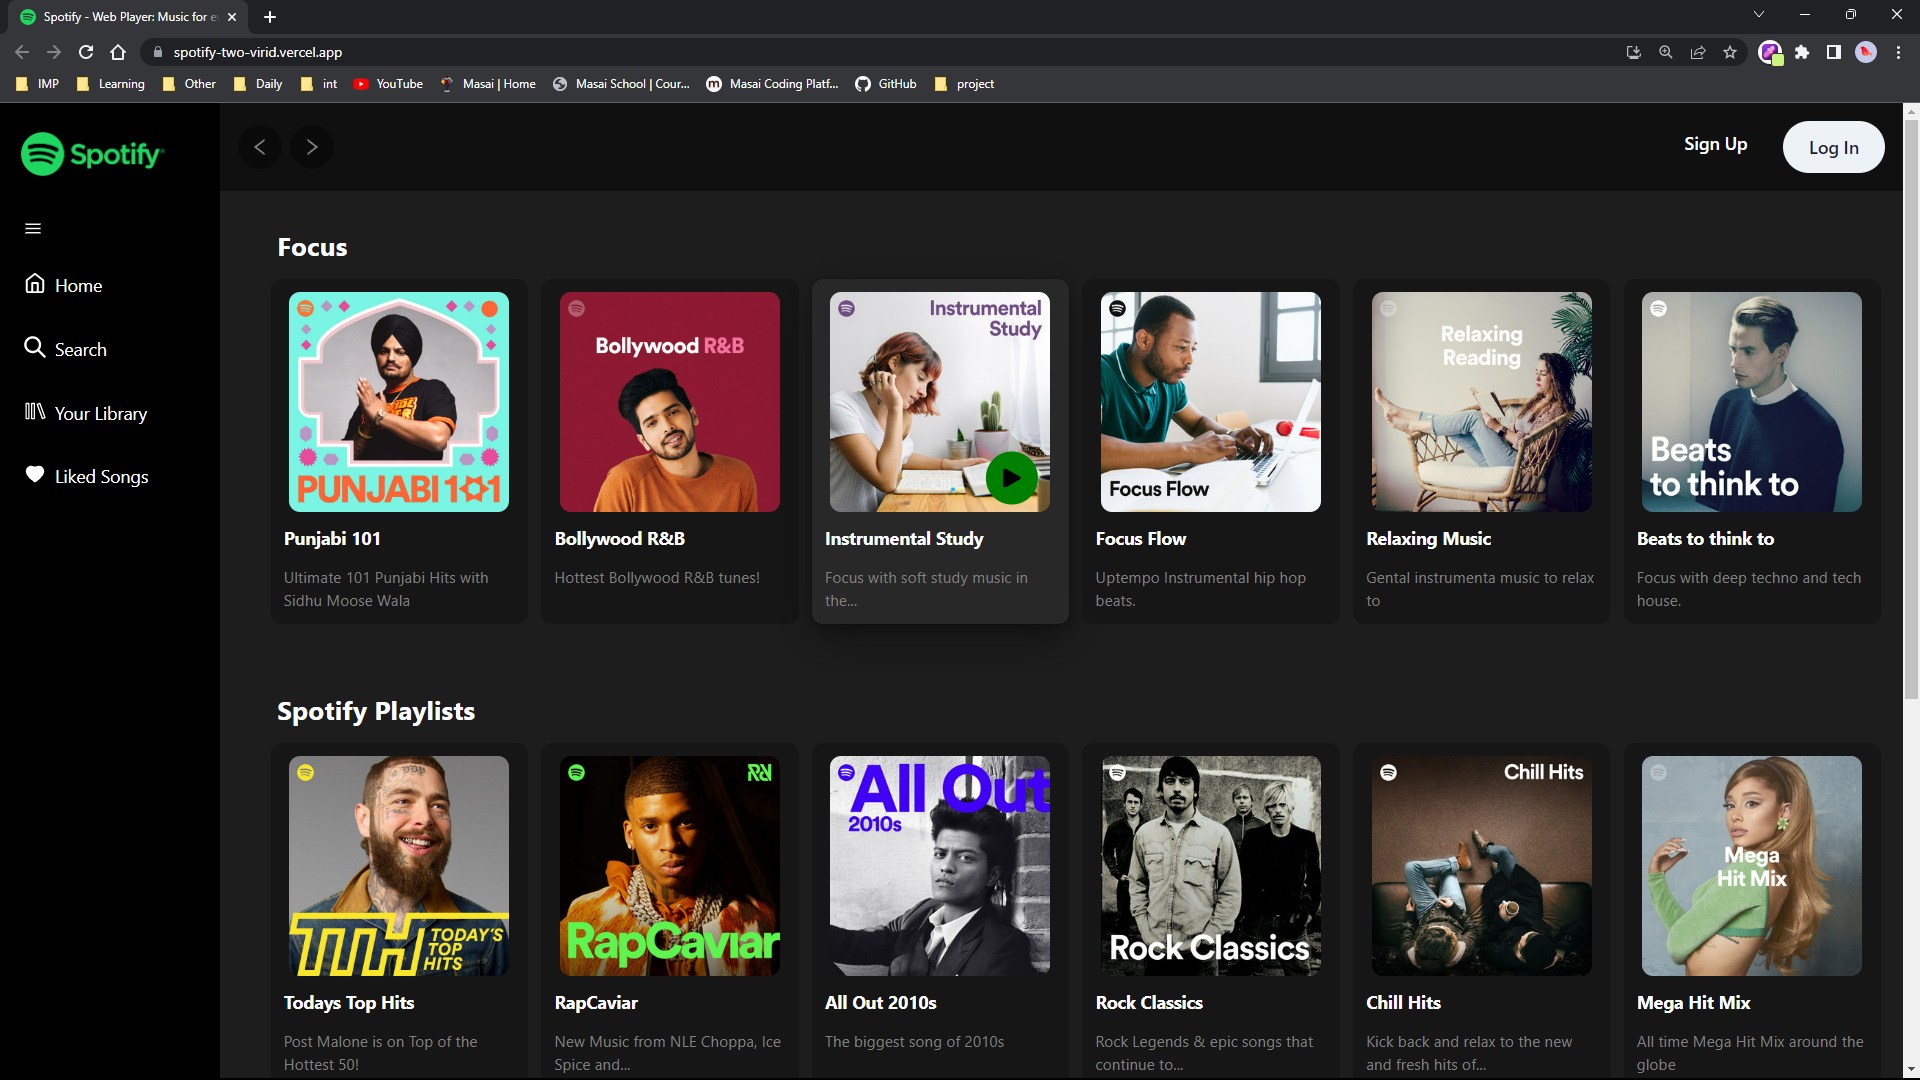 Spotify - Web Player: Music for e
spotify-two-virid.vercel.app
IMP
Learning
Other
Daily
int
YouTube
Masai | Home
Masai School | Cour...
Masai Coding Platf...
GitHub
project
Spotify
Sign Up
Log In
Home
Search
Your Library
Liked Songs
Focus
PUNJABI 101
Bollywood R&B
Instrumental
Study
Focus Flow
Relaxing
Reading
Beats
to think to
Punjabi 101
Bollywood R&B
Instrumental Study
Focus Flow
Relaxing Music
Beats to think to
Ultimate 101 Punjabi Hits with
Sidhu Moose Wala
Hottest Bollywood R&B tunes!
Focus with soft study music in
the...
Uptempo Instrumental hip hop
beats.
Gental instrumenta music to relax
to
Focus with deep techno and tech
house.
Spotify Playlists
TTH TODAY'S
TOP
HITS
RapCaviar
All Out
2010s
Rock Classics
Chill Hits
Mega
Hit Mix
Todays Top Hits
RapCaviar
All Out 2010s
Rock Classics
Chill Hits
Mega Hit Mix
Post Malone is on Top of the
Hottest 50!
New Music from NLE Choppa, Ice
Spice and...
The biggest song of 2010s
Rock Legends & epic songs that
continue to...
Kick back and relax to the new
and fresh hits of...
All time Mega Hit Mix around the
globe